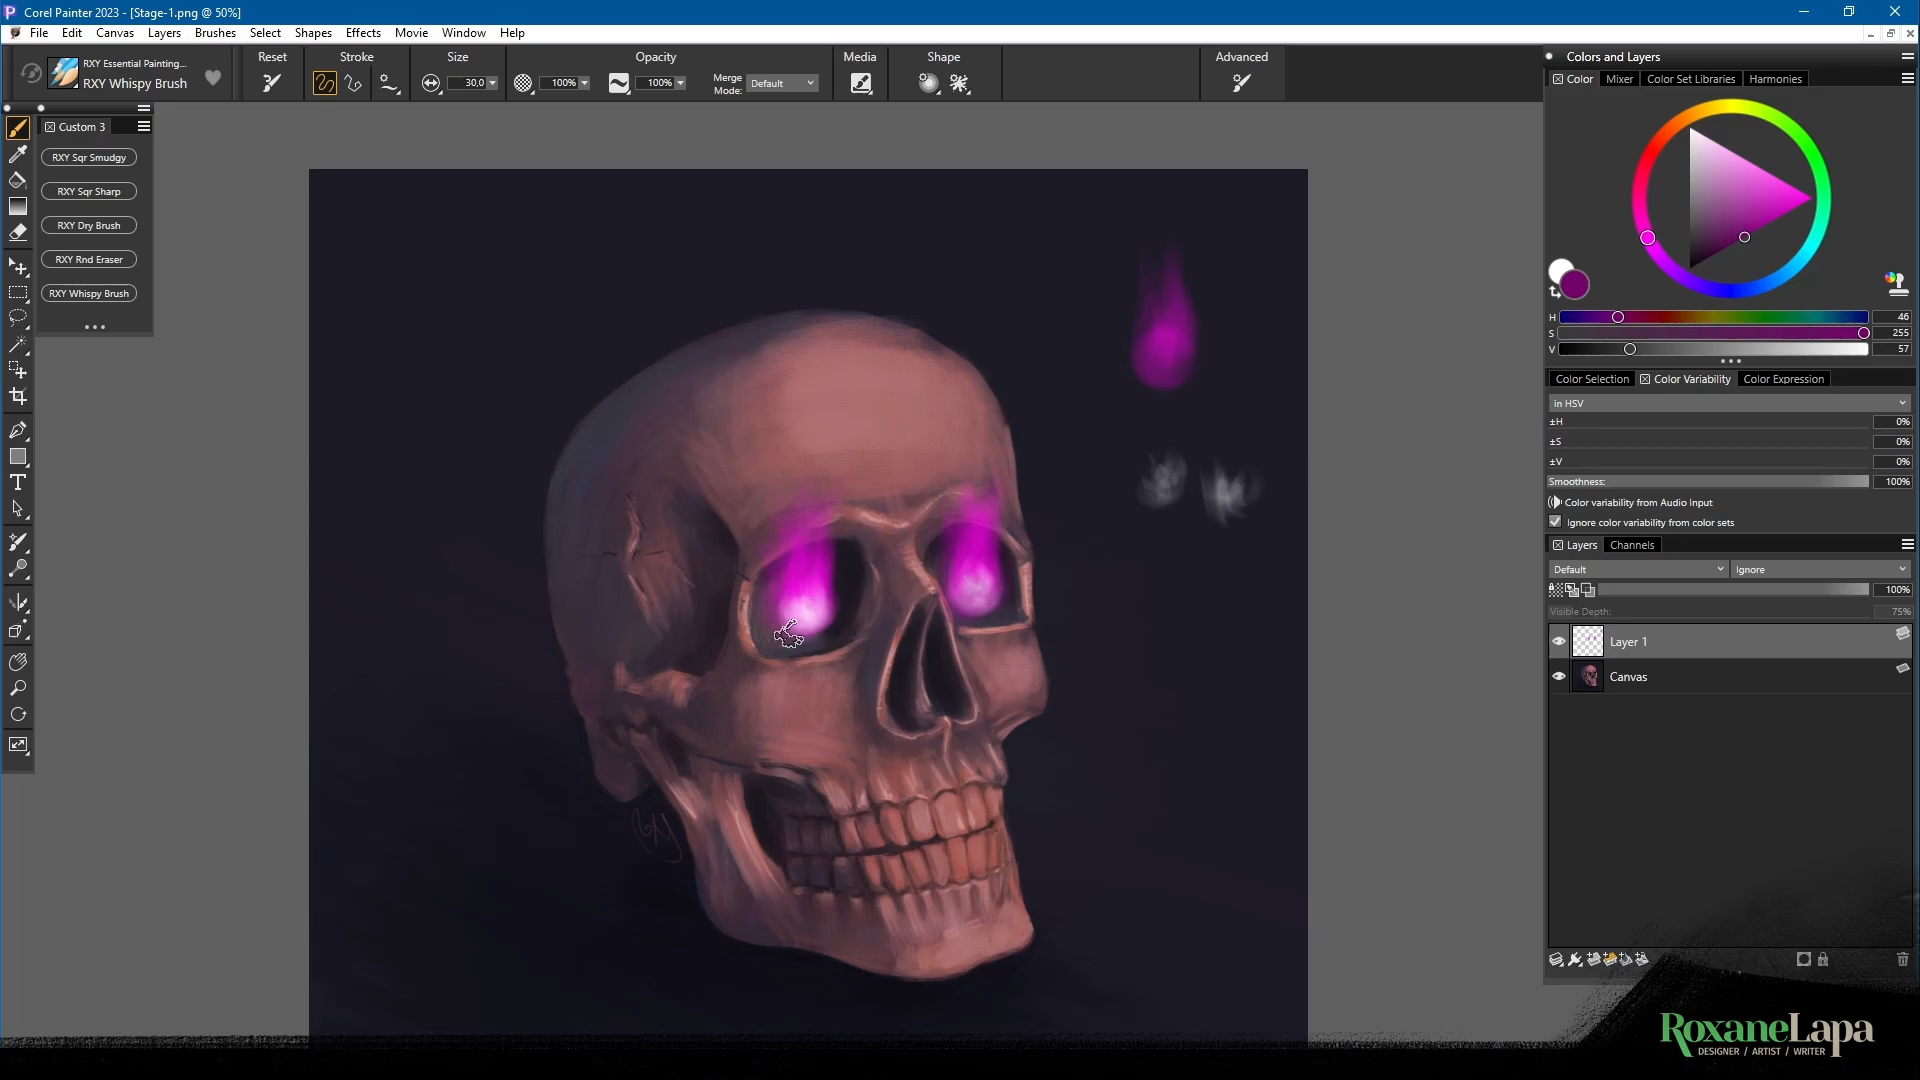 Corel Painter 2023 - [Stage-1.png @ 50%]
File Edit Canvas Layers Brushes Select Shapes Effects Movie Window Help
RXY Essential Painting...
RXY Whispy Brush
Reset
Stroke
Size
30,0
Opacity
100%
100%
Merge
Mode:
Default
Media
Shape
Advanced
Custom 3
RXY Sqr Smudgy
RXY Sqr Sharp
RXY Dry Brush
RXY Rnd Eraser
RXY Whispy Brush
Colors and Layers
Color Mixer Color Set Libraries Harmonies
H 46
S 255
V 57
Color Selection Color Variability Color Expression
in HSV
±H 0%
±S 0%
±V 0%
Smoothness: 100%
Color variability from Audio Input
Ignore color variability from color sets
Layers Channels
Default Ignore
100%
Visible Depth: 75%
Layer 1
Canvas
RoxaneLapa
DESIGNER / ARTIST / WRITER